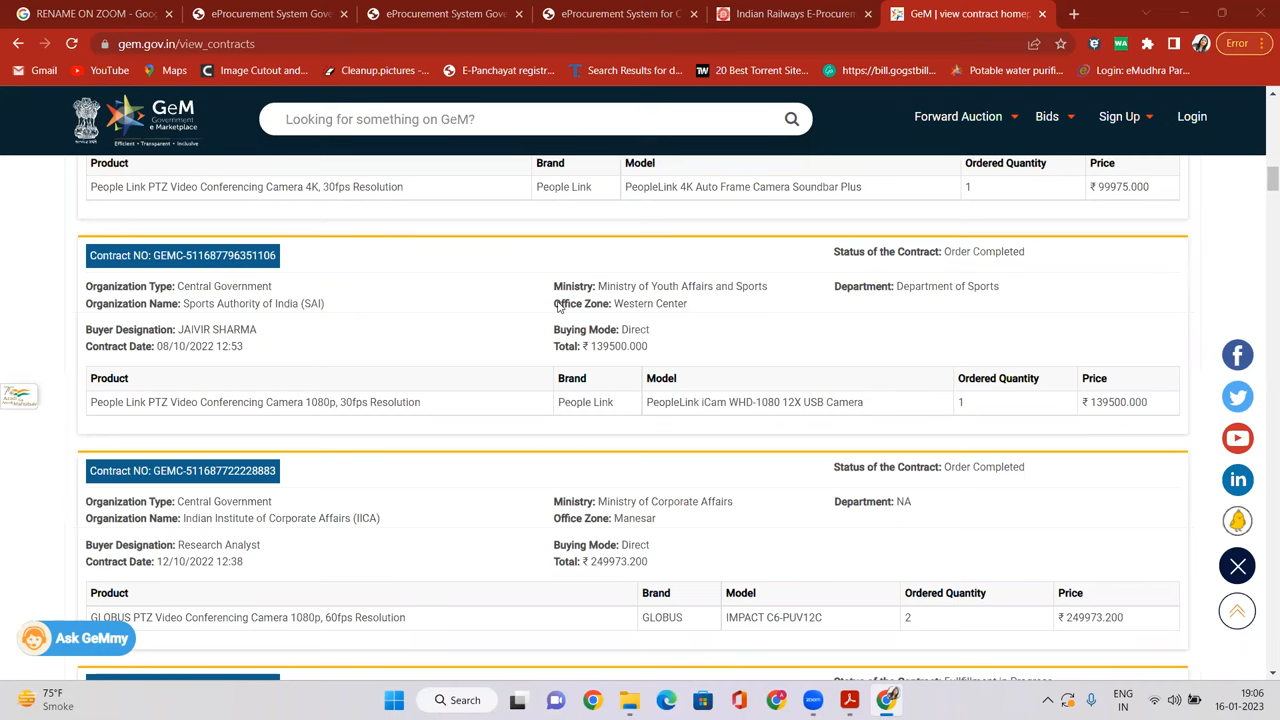 RENAME ON ZOOM - Goo
eProcurement System Gove
eProcurement System Gove
eProcurement System for C
Indian Railways E-Procurem
GeM | view contract homep
gem.gov.in/view_contracts
WA
Error
Gmail
YouTube
Maps
Image Cutout and...
Cleanup.pictures -...
E-Panchayat registr...
Search Results for d...
20 Best Torrent Site...
https://bill.gogstbill...
Potable water purifi...
Login: eMudhra Par...
GeM
Government
e Marketplace
Efficient • Transparent • Inclusive
Looking for something on GeM?
Forward Auction
Bids
Sign Up
Login
Product Brand Model Ordered Quantity Price
People Link PTZ Video Conferencing Camera 4K, 30fps Resolution People Link PeopleLink 4K Auto Frame Camera Soundbar Plus 1 ₹ 99975.000
Contract NO: GEMC-511687796351106
Status of the Contract: Order Completed
Organization Type: Central Government Ministry: Ministry of Youth Affairs and Sports Department: Department of Sports
Organization Name: Sports Authority of India (SAI) Office Zone: Western Center
Buyer Designation: JAIVIR SHARMA Buying Mode: Direct
Contract Date: 08/10/2022 12:53 Total: ₹ 139500.000
Product Brand Model Ordered Quantity Price
People Link PTZ Video Conferencing Camera 1080p, 30fps Resolution People Link PeopleLink iCam WHD-1080 12X USB Camera 1 ₹ 139500.000
Contract NO: GEMC-511687722228883
Status of the Contract: Order Completed
Organization Type: Central Government Ministry: Ministry of Corporate Affairs Department: NA
Organization Name: Indian Institute of Corporate Affairs (IICA) Office Zone: Manesar
Buyer Designation: Research Analyst Buying Mode: Direct
Contract Date: 12/10/2022 12:38 Total: ₹ 249973.200
Product Brand Model Ordered Quantity Price
GLOBUS PTZ Video Conferencing Camera 1080p, 60fps Resolution GLOBUS IMPACT C6-PUV12C 2 ₹ 249973.200
Ask GeMmy
Status of the Contract: Fullfillment in Progress
75°F
Smoke
Search
ENG
IN
19:06
16-01-2023